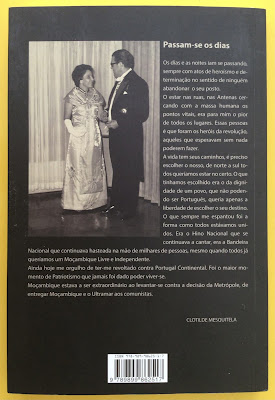 Passam-se os dias
Os dias e as noites iam se passando,
sempre com atos de heroísmo e de-
terminação no sentido de ninguém
abandonar o seu posto.
O estar nas ruas, nas Antenas cer-
cando com a massa humana os
pontos vitais, era para mim o pior
de todos os lugares. Essas pessoas
é que foram os heróis da revolução,
aqueles que esperavam sem nada
poderem fazer.
A vida tem seus caminhos, é preciso
escolher o nosso, de norte a sul to-
dos queríamos estar no certo. O que
tínhamos escolhido era o da digni-
dade de um povo, que não poden-
do ser Português, queria apenas a
liberdade de escolher o seu destino.
O que sempre me espantou foi a
forma como todos estávamos uni-
dos. Era o Hino Nacional que se
continuava a cantar, era a Bandeira
Nacional que continuava hasteada na mão de milhares de pessoas, mesmo quando todos já
queríamos um Moçambique Livre e Independente.
Ainda hoje me orgulho de ter-me revoltado contra Portugal Continental. Foi o maior mo-
mento de Patriotismo que jamais foi dado poder viver-se.
Moçambique estava a ser extraordinário ao levantar-se contra a decisão da Metrópole, de
entregar Moçambique e o Ultramar aos comunistas.
CLOTILDE MESQUITELA
9789899862517